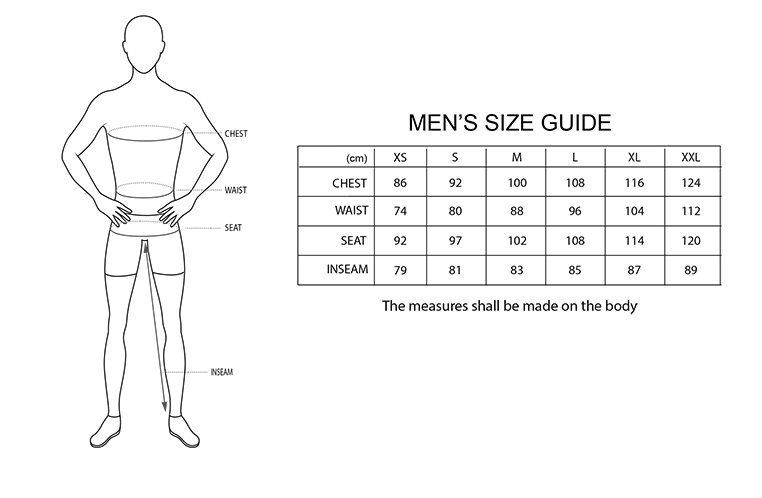 MEN'S SIZE GUIDE
(cm) XS S M L XL XXL
CHEST 86 92 100 108 116 124
WAIST 74 80 88 96 104 112
SEAT 92 97 102 108 114 120
INSEAM 79 81 83 85 87 89
The measures shall be made on the body
CHEST
WAIST
SEAT
INSEAM